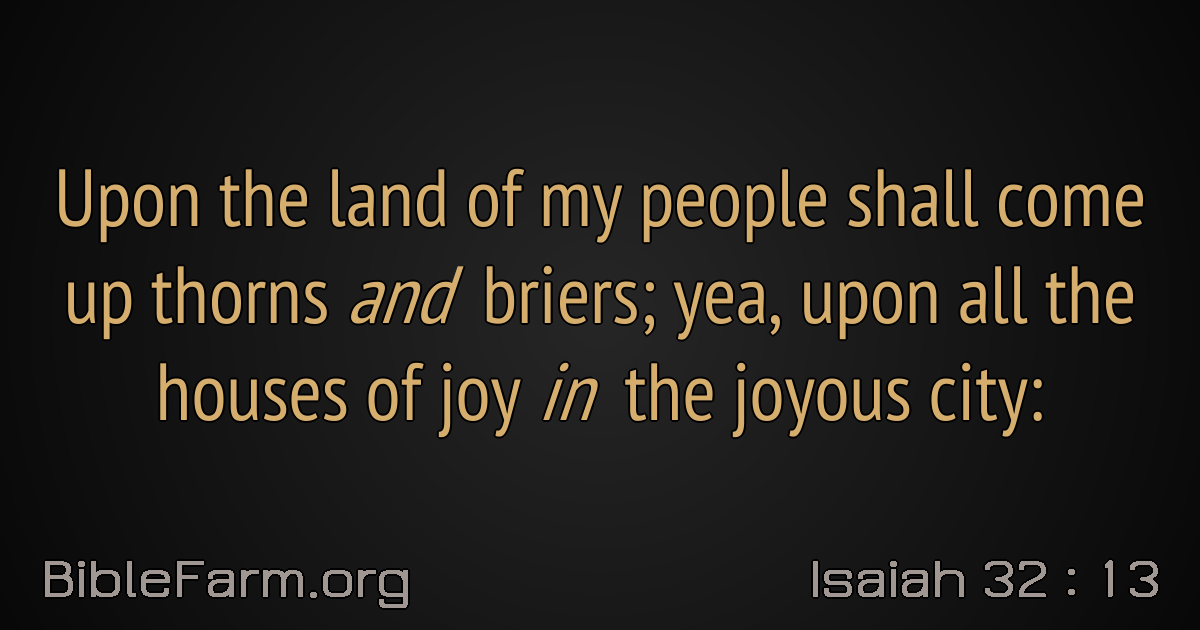 Upon the land of my people shall come
up thorns and briers; yea, upon all the
houses of joy in the joyous city:
BibleFarm.org
Isaiah 32 : 13